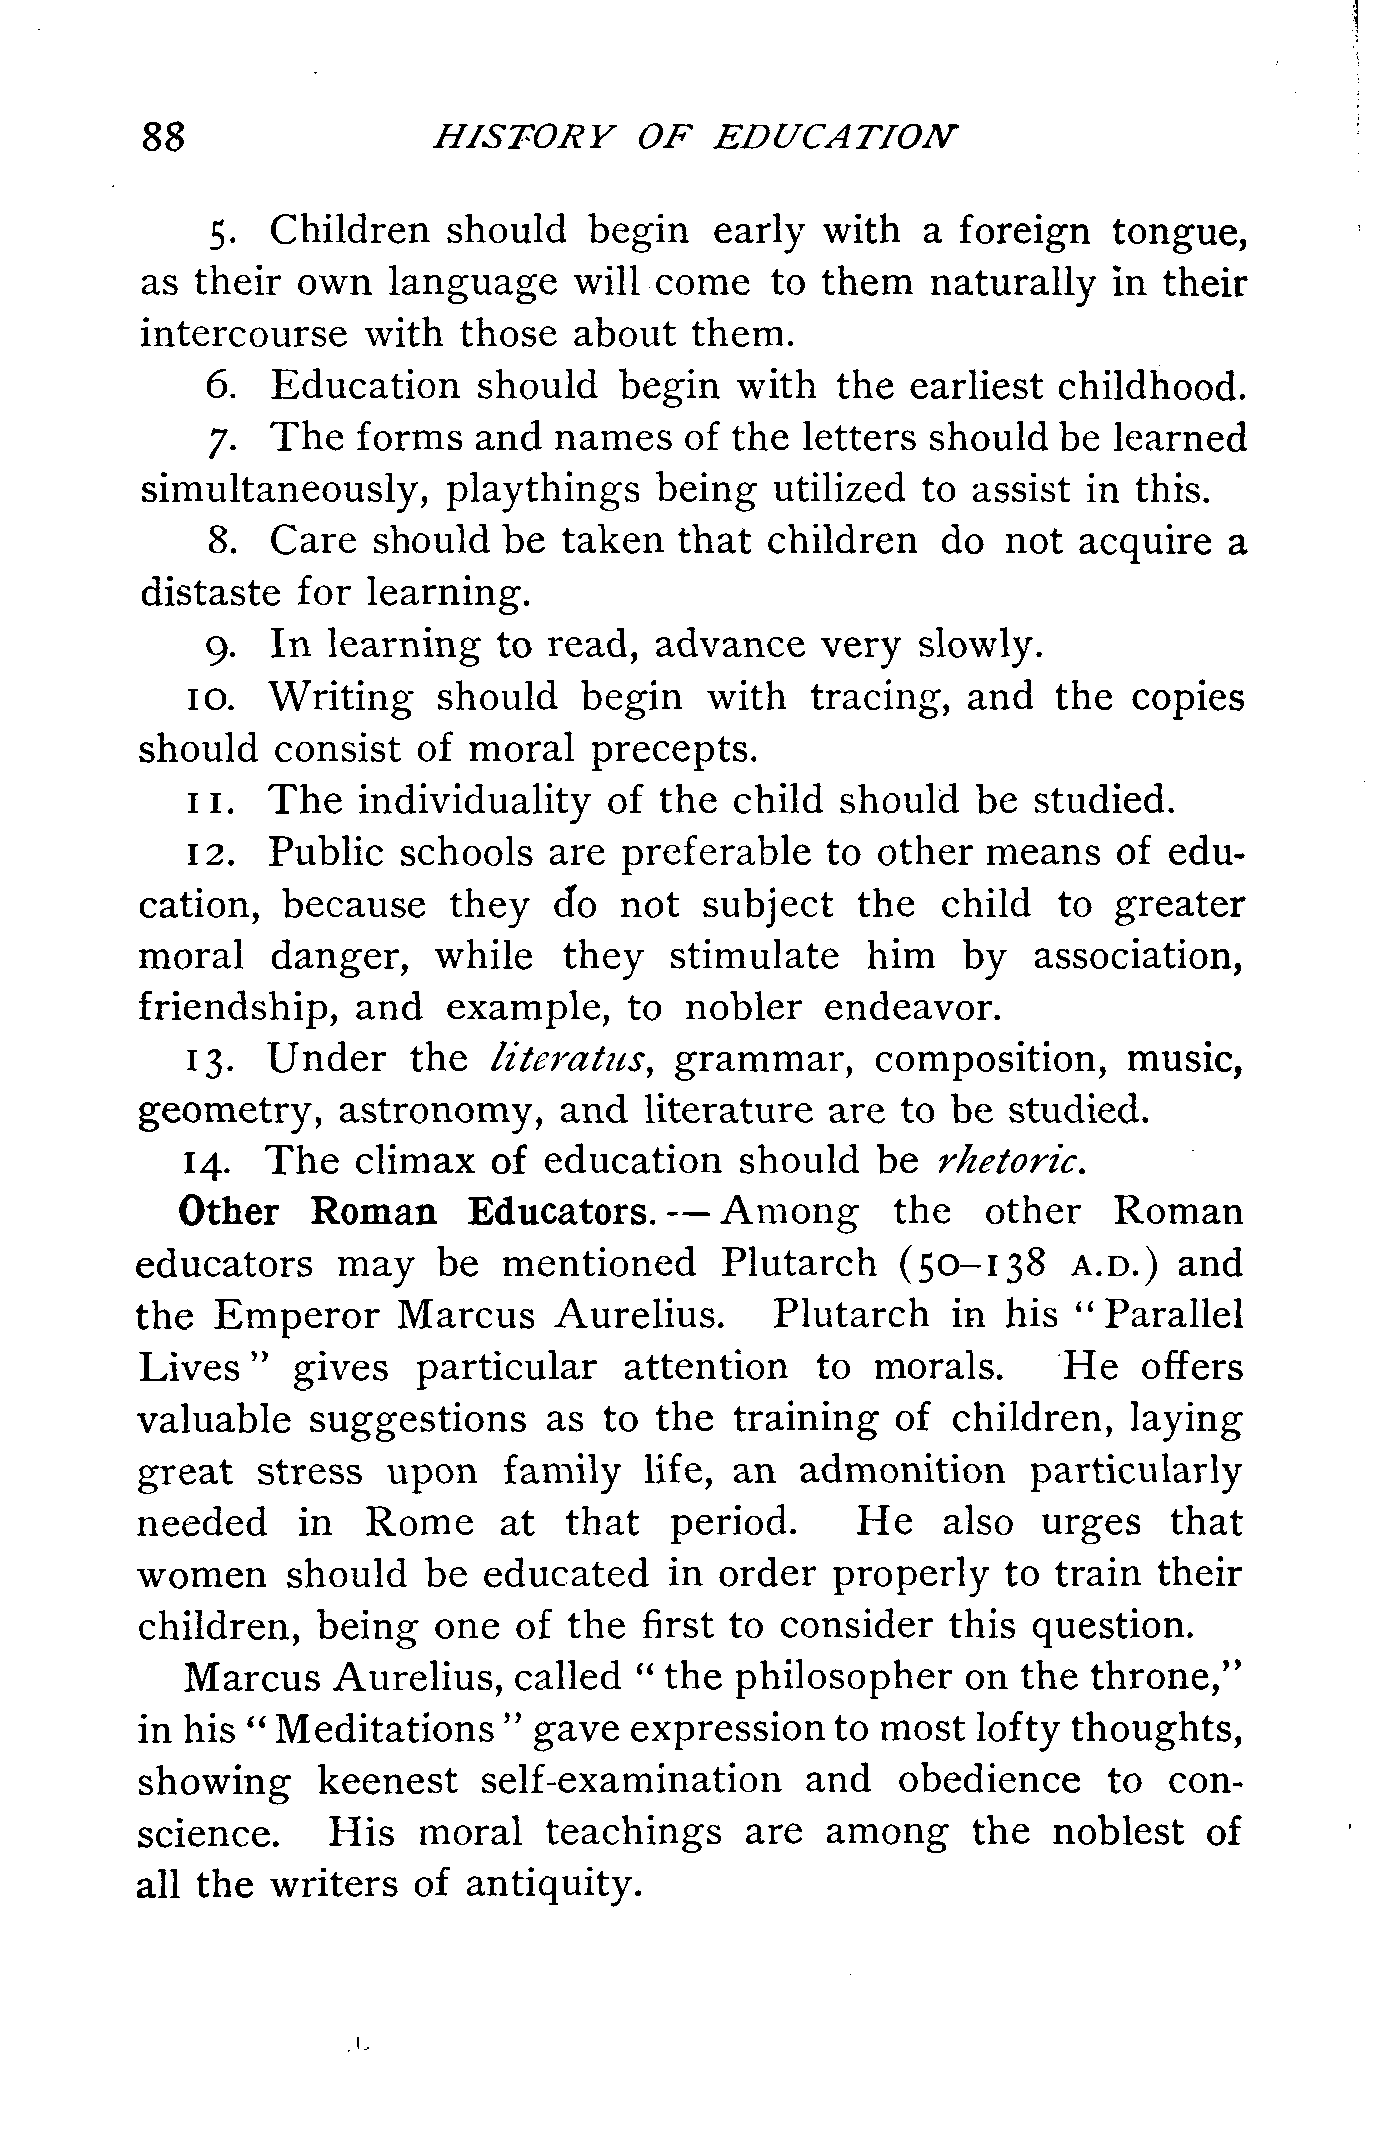 88 HISTORY OF EDUCATION
5. Children should begin early with a foreign tongue,
as their own language will come to them naturally in their
intercourse with those about them.
6. Education should begin with the earliest childhood.
7. The forms and names of the letters should be learned
simultaneously, playthings being utilized to assist in this.
8. Care should be taken that children do not acquire a
distaste for learning.
9. In learning to read, advance very slowly.
10. Writing should begin with tracing, and the copies
should consist of moral precepts.
11. The individuality of the child should be studied.
12. Public schools are preferable to other means of edu-
cation, because they do not subject the child to greater
moral danger, while they stimulate him by association,
friendship, and example, to nobler endeavor.
13. Under the literatus, grammar, composition, music,
geometry, astronomy, and literature are to be studied.
14. The climax of education should be rhetoric.
Other Roman Educators. — Among the other Roman
educators may be mentioned Plutarch (50–138 A.D.) and
the Emperor Marcus Aurelius. Plutarch in his “Parallel
Lives” gives particular attention to morals. He offers
valuable suggestions as to the training of children, laying
great stress upon family life, an admonition particularly
needed in Rome at that period. He also urges that
women should be educated in order properly to train their
children, being one of the first to consider this question.
Marcus Aurelius, called “the philosopher on the throne,”
in his “Meditations” gave expression to most lofty thoughts,
showing keenest self-examination and obedience to con-
science. His moral teachings are among the noblest of
all the writers of antiquity.